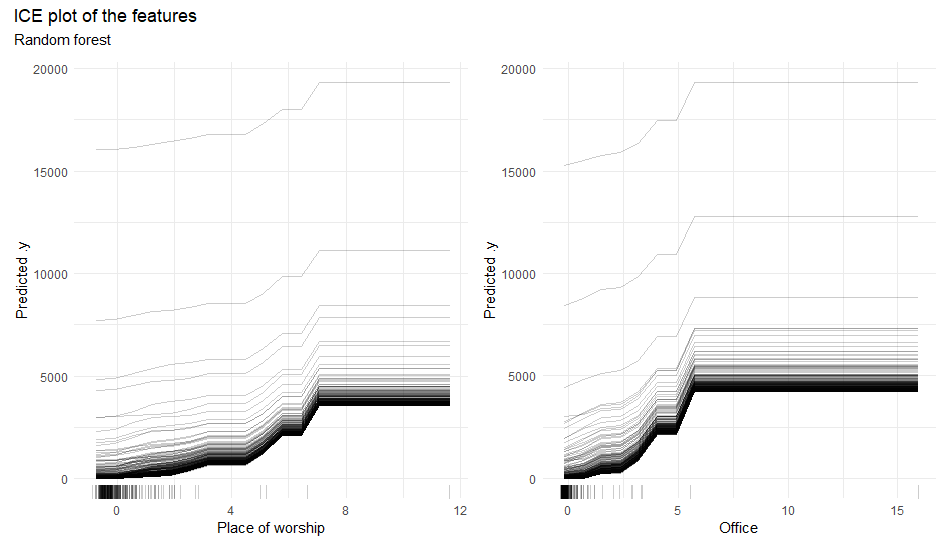 ICE plot of the features
Random forest
20000
15000
10000
5000
0
Predicted .y
0 4 8 12
Place of worship
20000
15000
10000
5000
0
Predicted .y
0 5 10 15
Office